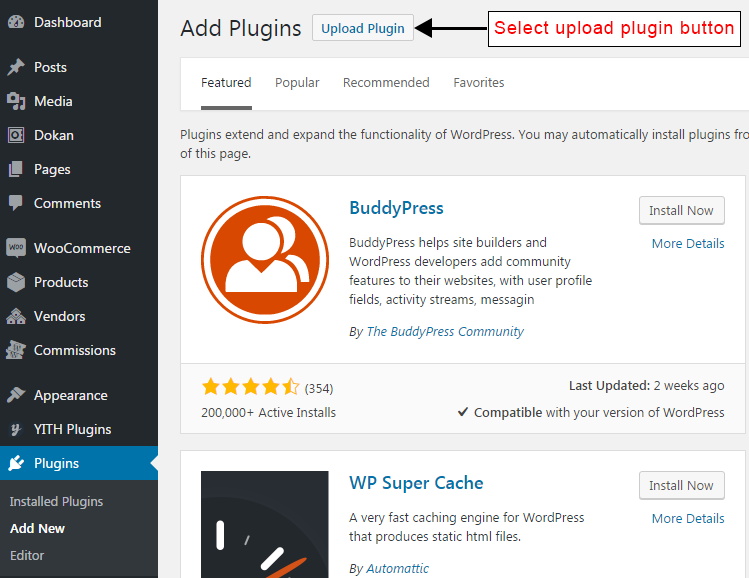 Dashboard
Posts
Media
Dokan
Pages
Comments
WOO
WooCommerce
Products
Vendors
Commissions
Appearance
YITH Plugins
Plugins
Installed Plugins
Add New
Editor
Add Plugins
Upload Plugin
Select upload plugin button
Featured
Popular
Recommended
Favorites
Plugins extend and expand the functionality of WordPress. You may automatically install plugins fro
of this page.
BuddyPress
Install Now
More Details
BuddyPress helps site builders and
WordPress developers add community
features to their websites, with user profile
fields, activity streams, messagin
By The BuddyPress Community
(354)
Last Updated: 2 weeks ago
200,000+ Active Installs
Compatible with your version of WordPress
WP Super Cache
Install Now
More Details
A very fast caching engine for WordPress
that produces static html files.
By Automattic